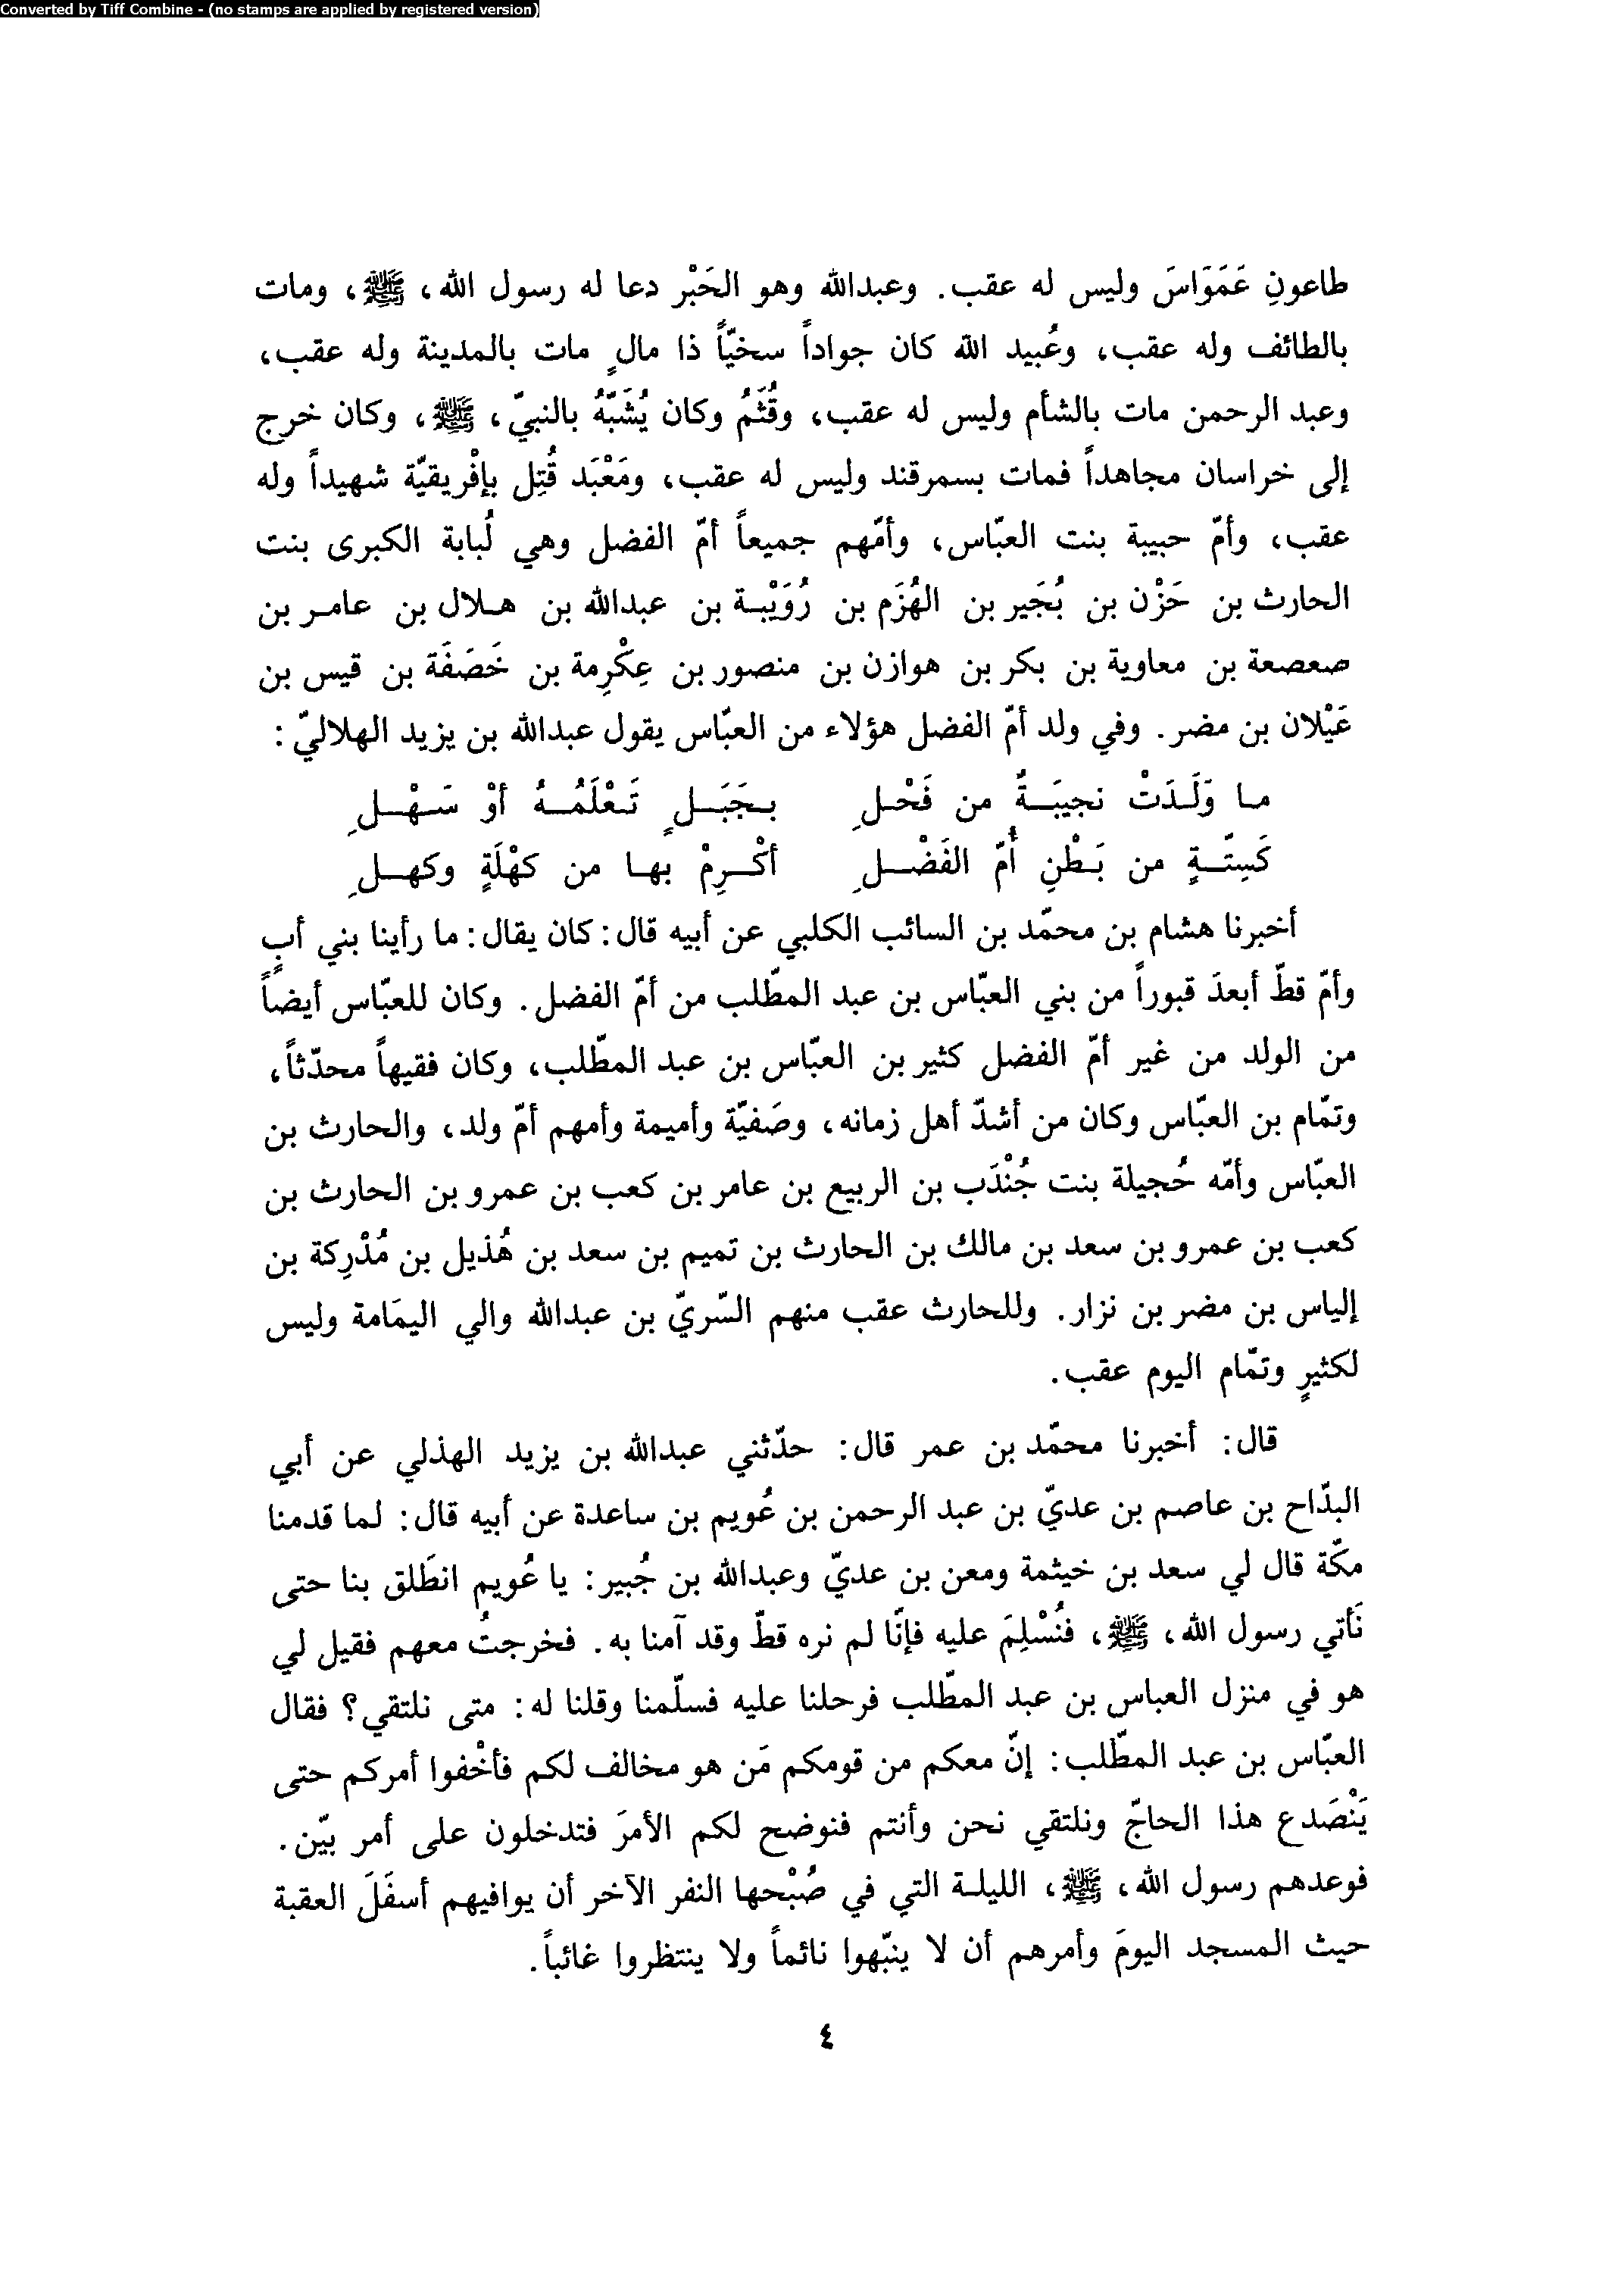 Converted by Tiff Combine - (no stamps are applied by registered version)
طاعونِ عَمَوَاسَ وليس له عقب. وعبدالله وهو الحَبْر دعا له رسول الله، ﷺ، ومات
بالطائف وله عقب، وعُبيد الله كان جواداً سخيّاً ذا مالٍ مات بالمدينة وله عقب،
وعبد الرحمن مات بالشأم وليس له عقب، وقُثَمُ وكان يُشَبَّهُ بالنبيّ، ﷺ، وكان خرج
إلى خراسان مجاهداً فمات بسمرقند وليس له عقب، ومَعْبَد قُتِل بإفْريقيّة شهيداً وله
عقب، وأمّ حبيبة بنت العبّاس، وأمّهم جميعاً أمّ الفضل وهي لُبابة الكبرى بنت
الحارث بن حَزْن بن بُجَير بن الهُزَم بن رُوَيْبـة بن عبدالله بن هـلال بن عامـر بن
صعصعة بن معاوية بن بكر بن هوازن بن منصور بن عِكْرِمة بن خَصَفَة بن قيس بن
عَيْلان بن مضر. وفي ولد أمّ الفضل هؤلاء من العبّاس يقول عبدالله بن يزيد الهلاليّ:
مـا وَلَـدَتْ نجيبَـةٌ من فَحْـلِ بـجَبَـلٍ تَـعْلَمُـهُ أوْ سَـهْـلِ
كَسِتّـةٍ من بَـطْنِ أُمّ الفَضْـلِ أكْـرِمْ بهـا من كهْلَةٍ وكهـلِ
أخبرنا هشام بن محمّد بن السائب الكلبي عن أبيه قال: كان يقال: ما رأينا بني أبٍ
وأمّ قطّ أبعدَ قبوراً من بني العبّاس بن عبد المطّلب من أمّ الفضل. وكان للعبّاس أيضاً
من الولد من غير أمّ الفضل كثير بن العبّاس بن عبد المطّلب، وكان فقيهاً محدّثاً،
وتمّام بن العبّاس وكان من أشدّ أهل زمانه، وصَفيّة وأميمة وأمهم أمّ ولد، والحارث بن
العبّاس وأمّه حُجيلة بنت جُنْدَب بن الربيع بن عامر بن كعب بن عمرو بن الحارث بن
كعب بن عمرو بن سعد بن مالك بن الحارث بن تميم بن سعد بن هُذيل بن مُدْرِكة بن
إلياس بن مضر بن نزار. وللحارث عقب منهم السّريّ بن عبدالله والي اليمَامة وليس
لكثيرٍ وتمّام اليوم عقب.
قال: أخبرنا محمّد بن عمر قال: حدّثني عبدالله بن يزيد الهذلي عن أبي
البدّاح بن عاصم بن عديّ بن عبد الرحمن بن عُويم بن ساعدة عن أبيه قال: لما قدمنا
مكّة قال لي سعد بن خيثمة ومعن بن عديّ وعبدالله بن جُبير: يا عُويم انطَلق بنا حتى
نَأتي رسول الله، ﷺ، فنُسْلِمَ عليه فإنّا لم نره قطّ وقد آمنا به. فخرجتُ معهم فقيل لي
هو في منزل العباس بن عبد المطّلب فرحلنا عليه فسلّمنا وقلنا له: متى نلتقي؟ فقال
العبّاس بن عبد المطّلب: إنّ معكم من قومكم مَن هو مخالف لكم فأخْفوا أمركم حتى
يَنْصَدع هذا الحاجّ ونلتقي نحن وأنتم فنوضح لكم الأمرَ فتدخلون على أمر بيّن.
فوعدهم رسول الله، ﷺ، الليلـة التي في صُبْحها النفر الآخر أن يوافيهم أسفَلَ العقبة
حيث المسجد اليومَ وأمرهم أن لا ينبّهوا نائماً ولا ينتظروا غائباً.
٤